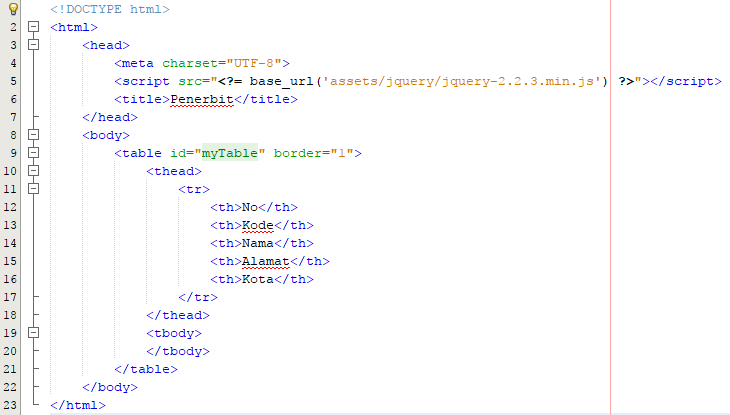 <!DOCTYPE html>
2 <html>
3 <head>
4 <meta charset="UTF-8">
5 <script src="<?= base_url('assets/jquery/jquery-2.2.3.min.js') ?>"></script>
6 <title>Penerbit</title>
7 </head>
8 <body>
9 <table id="myTable" border="1">
10 <thead>
11 <tr>
12 <th>No</th>
13 <th>Kode</th>
14 <th>Nama</th>
15 <th>Alamat</th>
16 <th>Kota</th>
17 </tr>
18 </thead>
19 <tbody>
20 </tbody>
21 </table>
22 </body>
23 </html>